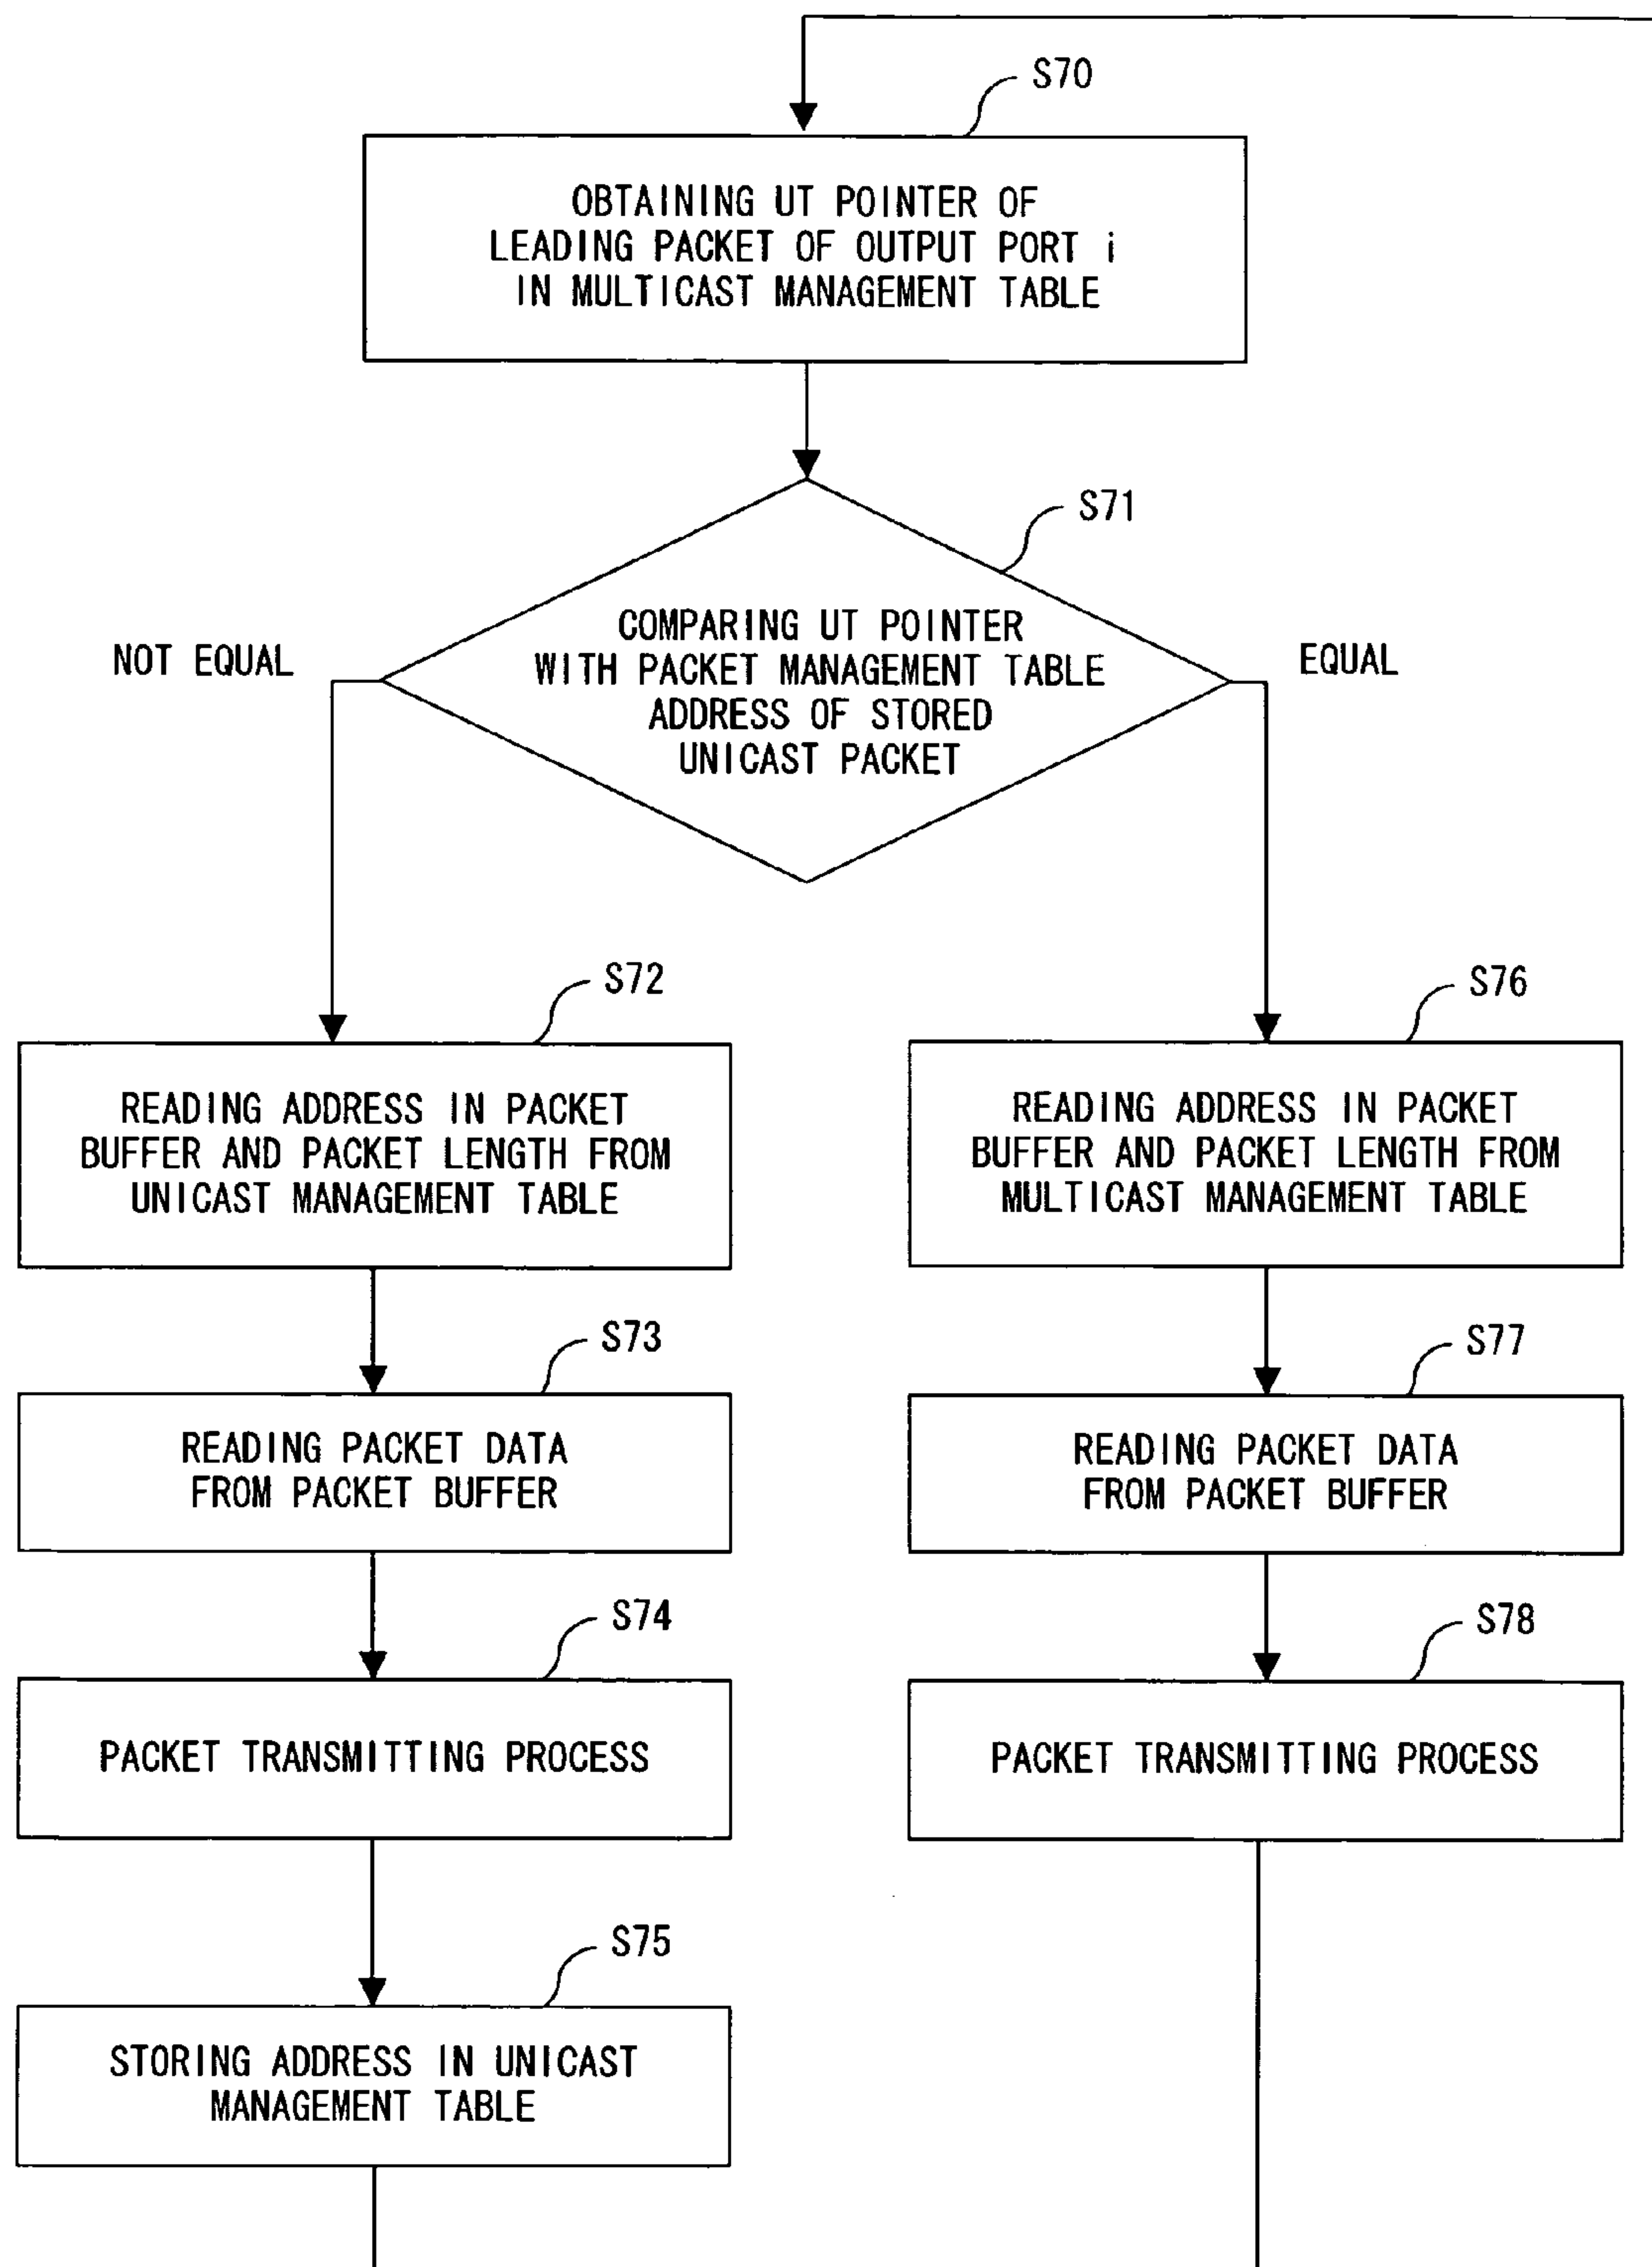 S70
OBTAINING UT POINTER OF
LEADING PACKET OF OUTPUT PORT i
IN MULTICAST MANAGEMENT TABLE
S71
COMPARING UT POINTER
WITH PACKET MANAGEMENT TABLE
ADDRESS OF STORED
UNICAST PACKET
NOT EQUAL
EQUAL
S72
READING ADDRESS IN PACKET
BUFFER AND PACKET LENGTH FROM
UNICAST MANAGEMENT TABLE
S73
READING PACKET DATA
FROM PACKET BUFFER
S74
PACKET TRANSMITTING PROCESS
S75
STORING ADDRESS IN UNICAST
MANAGEMENT TABLE
S76
READING ADDRESS IN PACKET
BUFFER AND PACKET LENGTH FROM
MULTICAST MANAGEMENT TABLE
S77
READING PACKET DATA
FROM PACKET BUFFER
S78
PACKET TRANSMITTING PROCESS